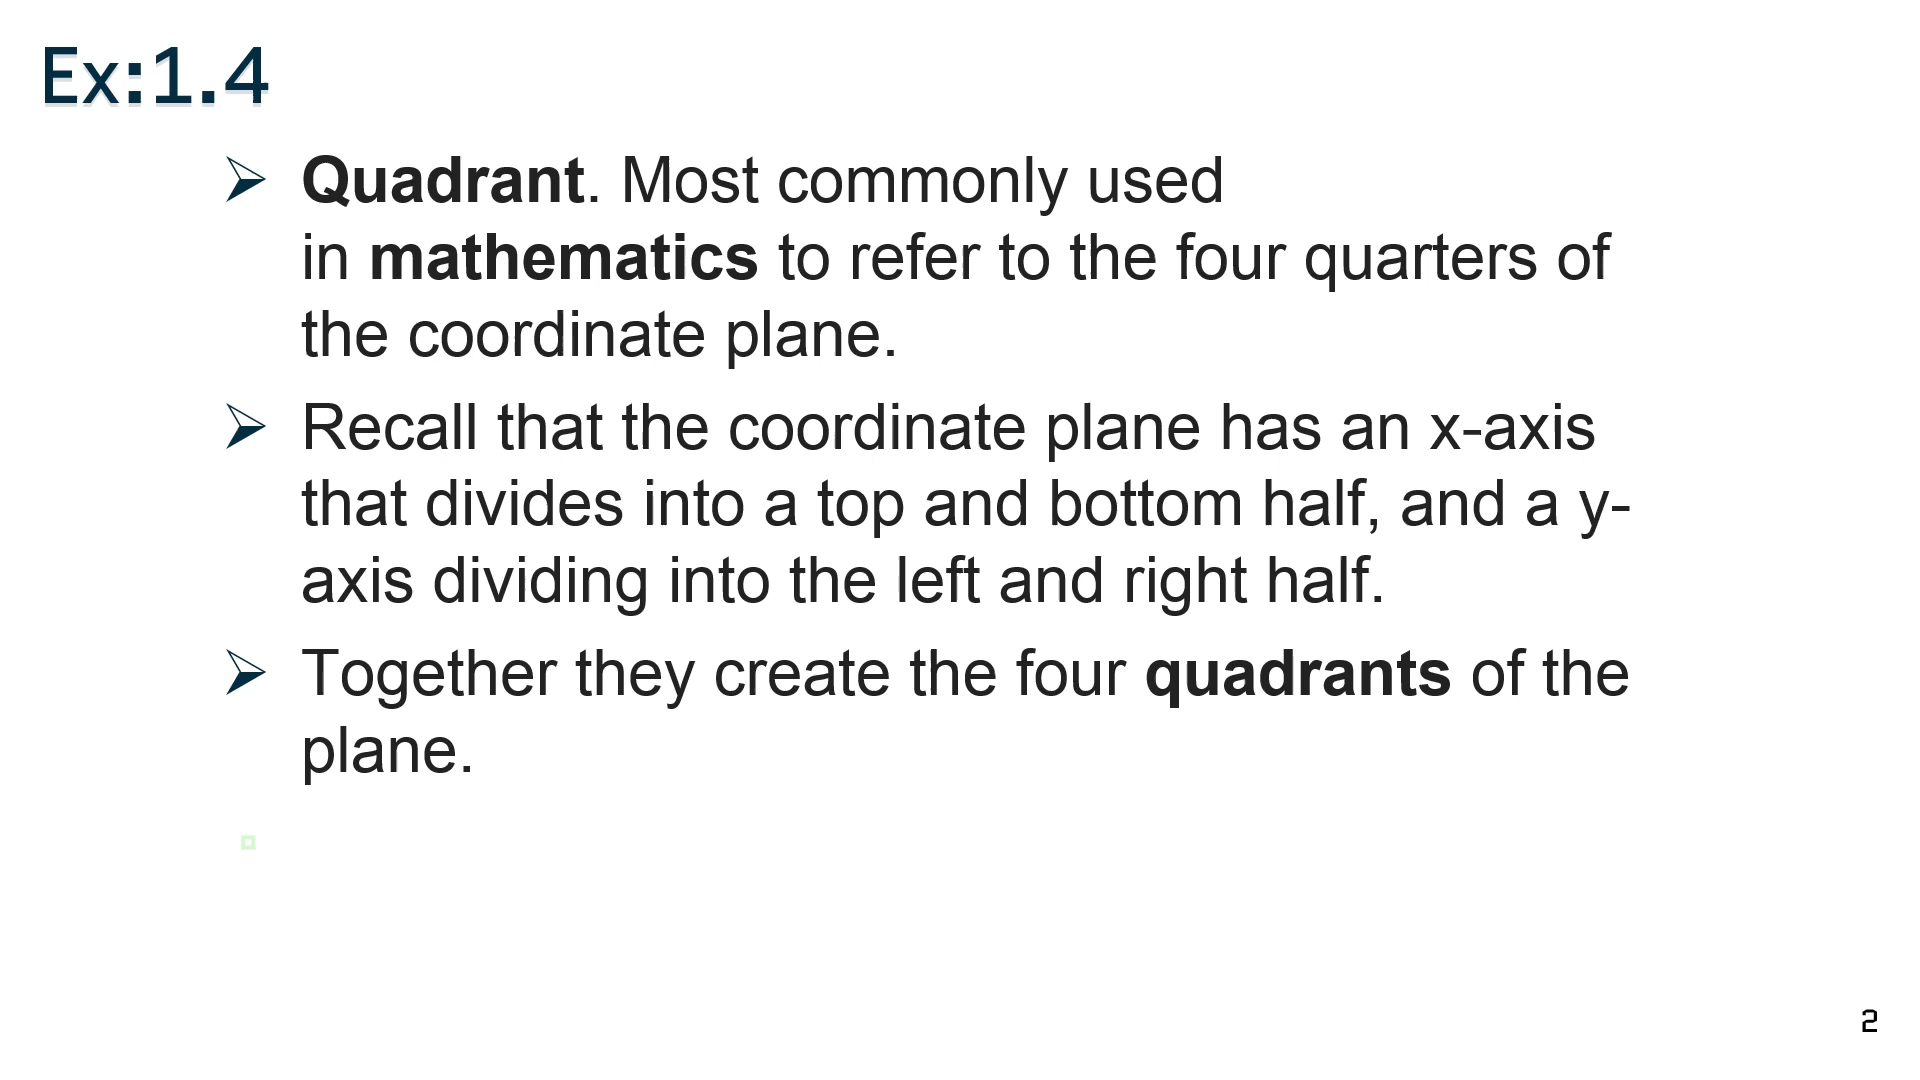 Ex:1.4
Quadrant. Most commonly used
in mathematics to refer to the four quarters of
the coordinate plane.
Recall that the coordinate plane has an x-axis
that divides into a top and bottom half, and a y-
axis dividing into the left and right half.
Together they create the four quadrants of the
plane.
2